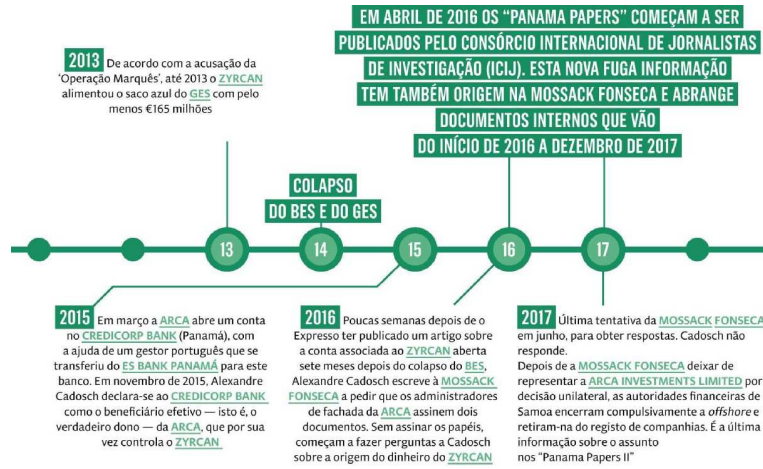 EM ABRIL DE 2016 OS “PANAMA PAPERS” COMEÇAM A SER
PUBLICADOS PELO CONSÓRCIO INTERNACIONAL DE JORNALISTAS
DE INVESTIGAÇÃO (ICIJ). ESTA NOVA FUGA INFORMAÇÃO
TEM TAMBÉM ORIGEM NA MOSSACK FONSECA E ABRANGE
DOCUMENTOS INTERNOS QUE VÃO
DO INÍCIO DE 2016 A DEZEMBRO DE 2017
2013 De acordo com a acusação da
‘Operação Marquês’, até 2013 o ZYRCAN
alimentou o saco azul do GES com pelo
menos €165 milhões
COLAPSO
DO BES E DO GES
13
14
15
16
17
2015 Em março a ARCA abre um conta
no CREDICORP BANK (Panamá), com
a ajuda de um gestor português que se
transferiu do ES BANK PANAMÁ para este
banco. Em novembro de 2015, Alexandre
Cadosch declara-se ao CREDICORP BANK
como o beneficiário efetivo — isto é, o
verdadeiro dono — da ARCA, que por sua
vez controla o ZYRCAN
2016 Poucas semanas depois de o
Expresso ter publicado um artigo sobre
a conta associada ao ZYRCAN aberta
sete meses depois do colapso do BES,
Alexandre Cadosch escreve à MOSSACK
FONSECA a pedir que os administradores
de fachada da ARCA assinem dois
documentos. Sem assinar os papéis,
começam a fazer perguntas a Cadosch
sobre a origem do dinheiro do ZYRCAN
2017 Última tentativa da MOSSACK FONSECA
em junho, para obter respostas. Cadosch não
responde.
Depois de a MOSSACK FONSECA deixar de
representar a ARCA INVESTMENTS LIMITED por
decisão unilateral, as autoridades financeiras de
Samoa encerram compulsivamente a offshore e
retiram-na do registo de companhias. É a última
informação sobre o assunto
nos “Panama Papers II”